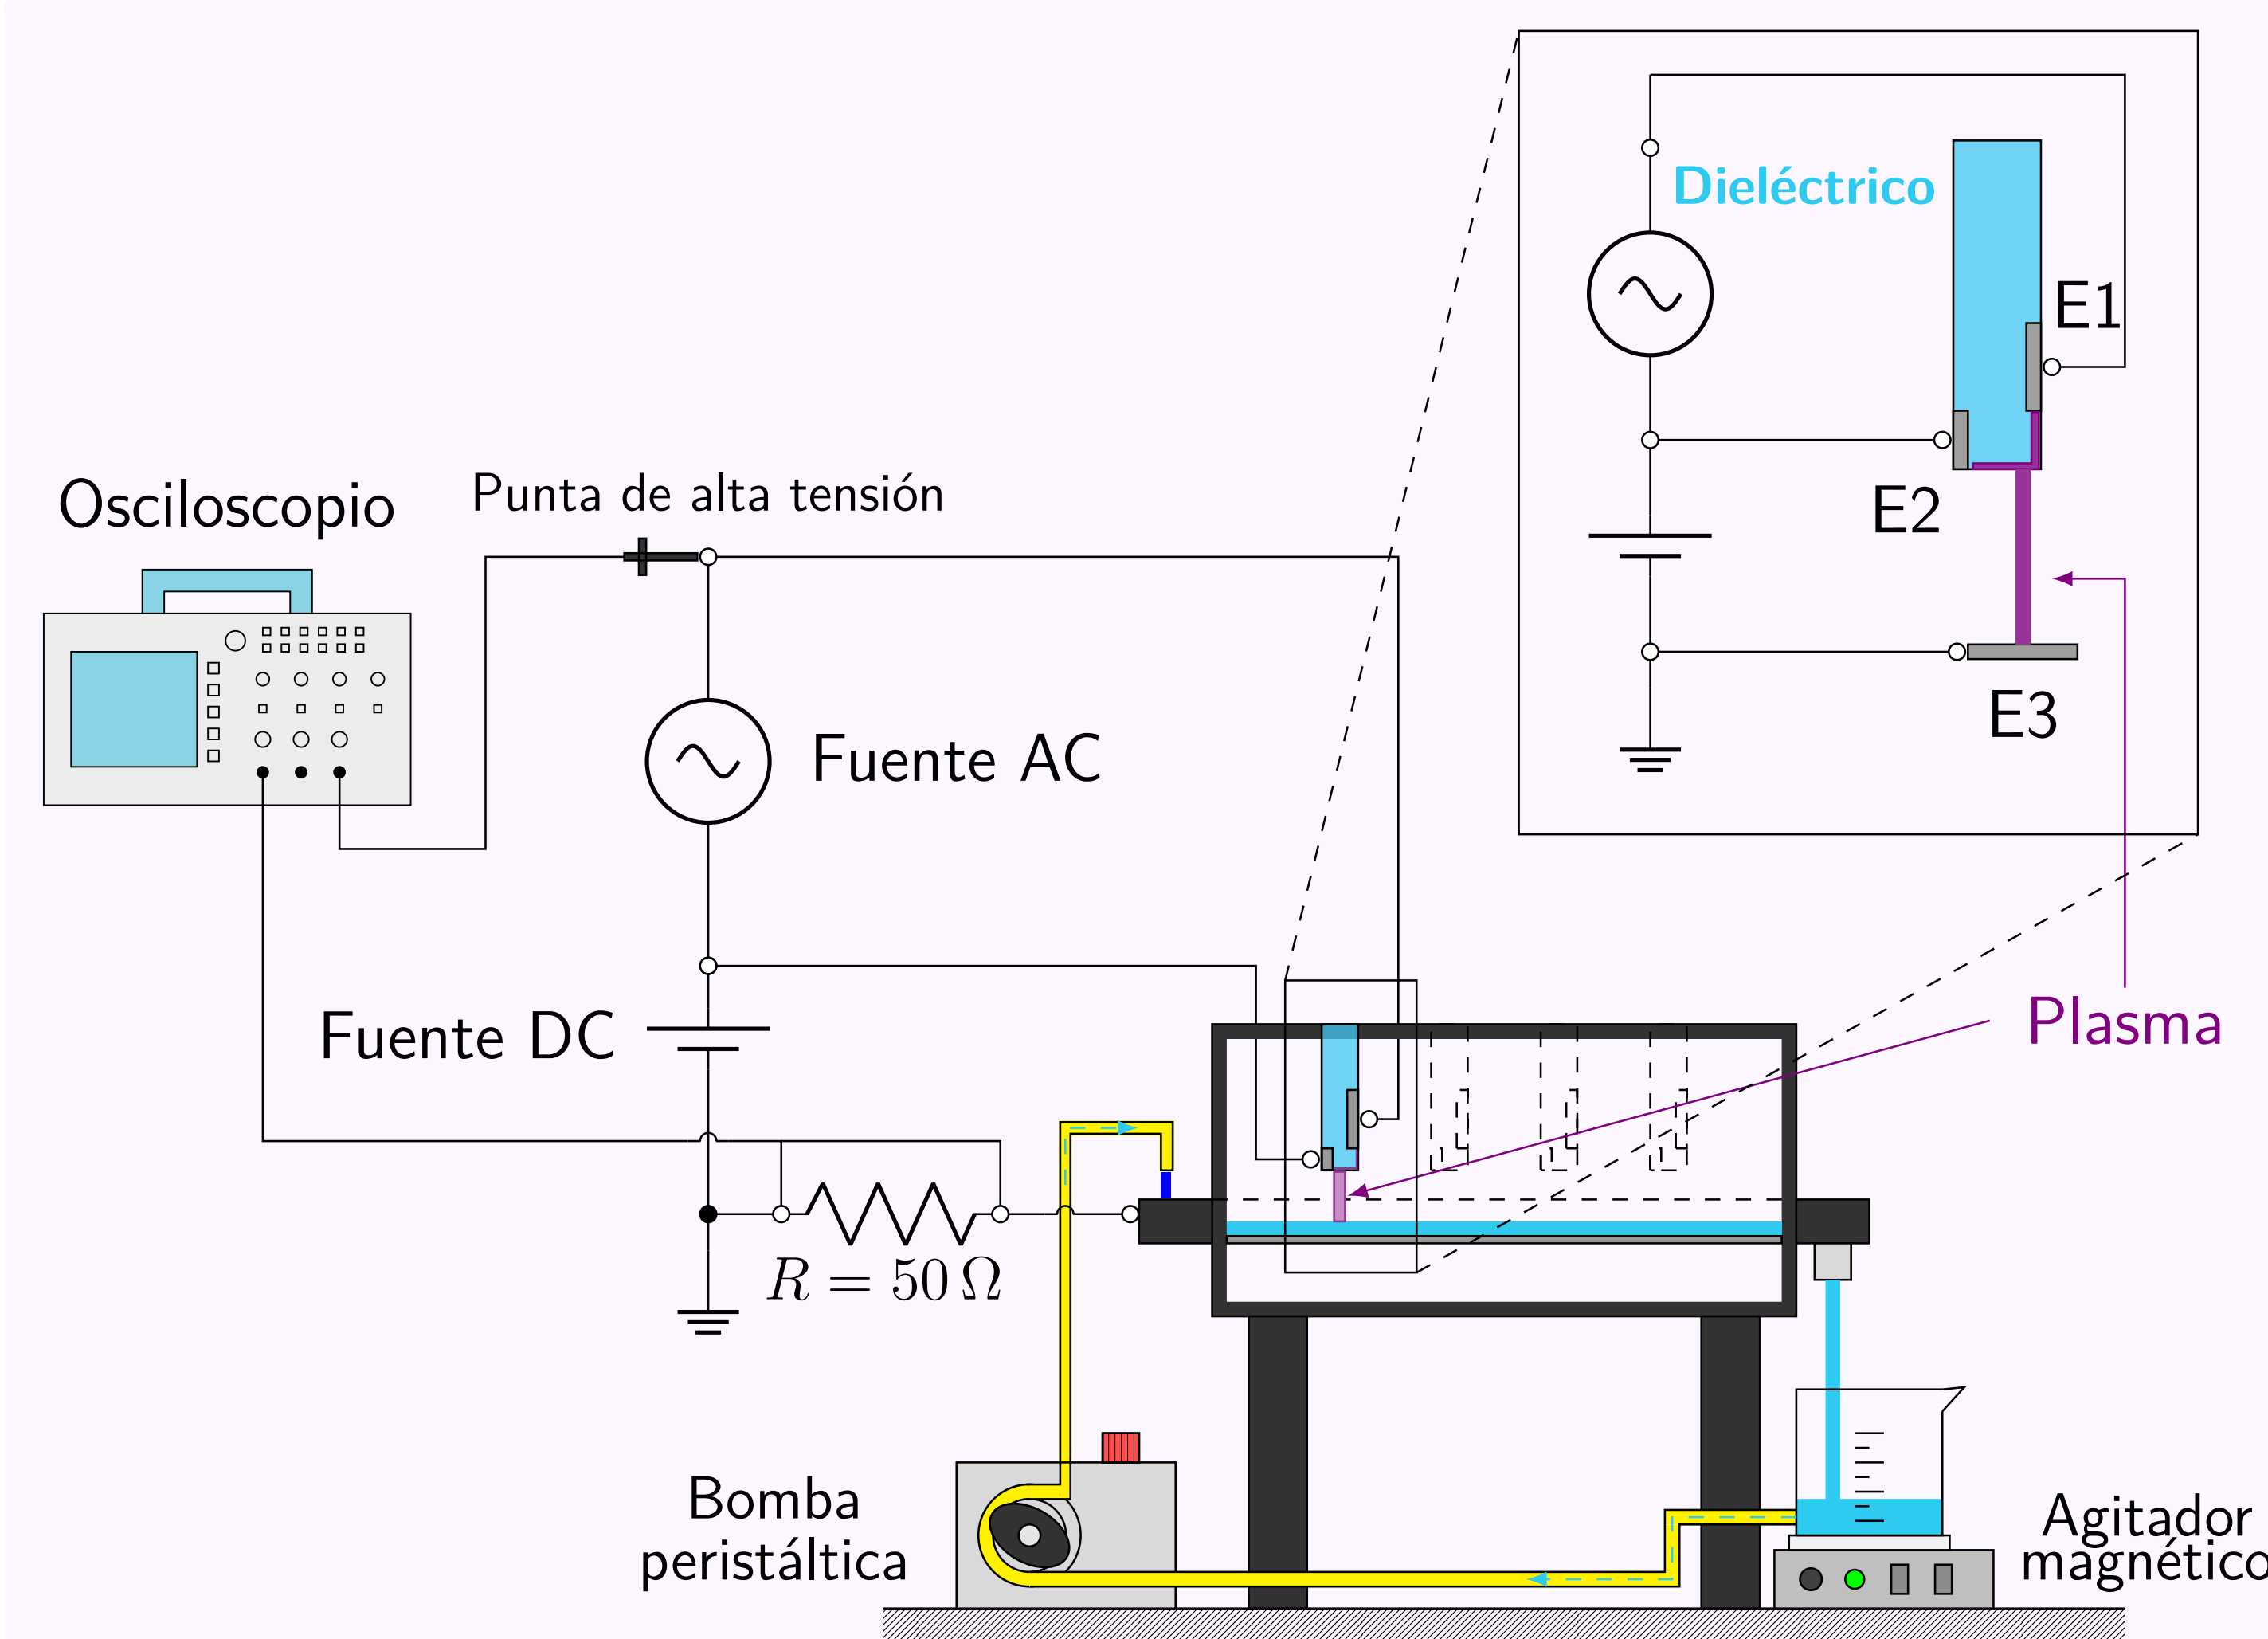 Dieléctrico
E1
E2
E3
Osciloscopio
Punta de alta tensión
Fuente AC
Fuente DC
Plasma
R = 50 Ω
Bomba
peristáltica
Agitador
magnético